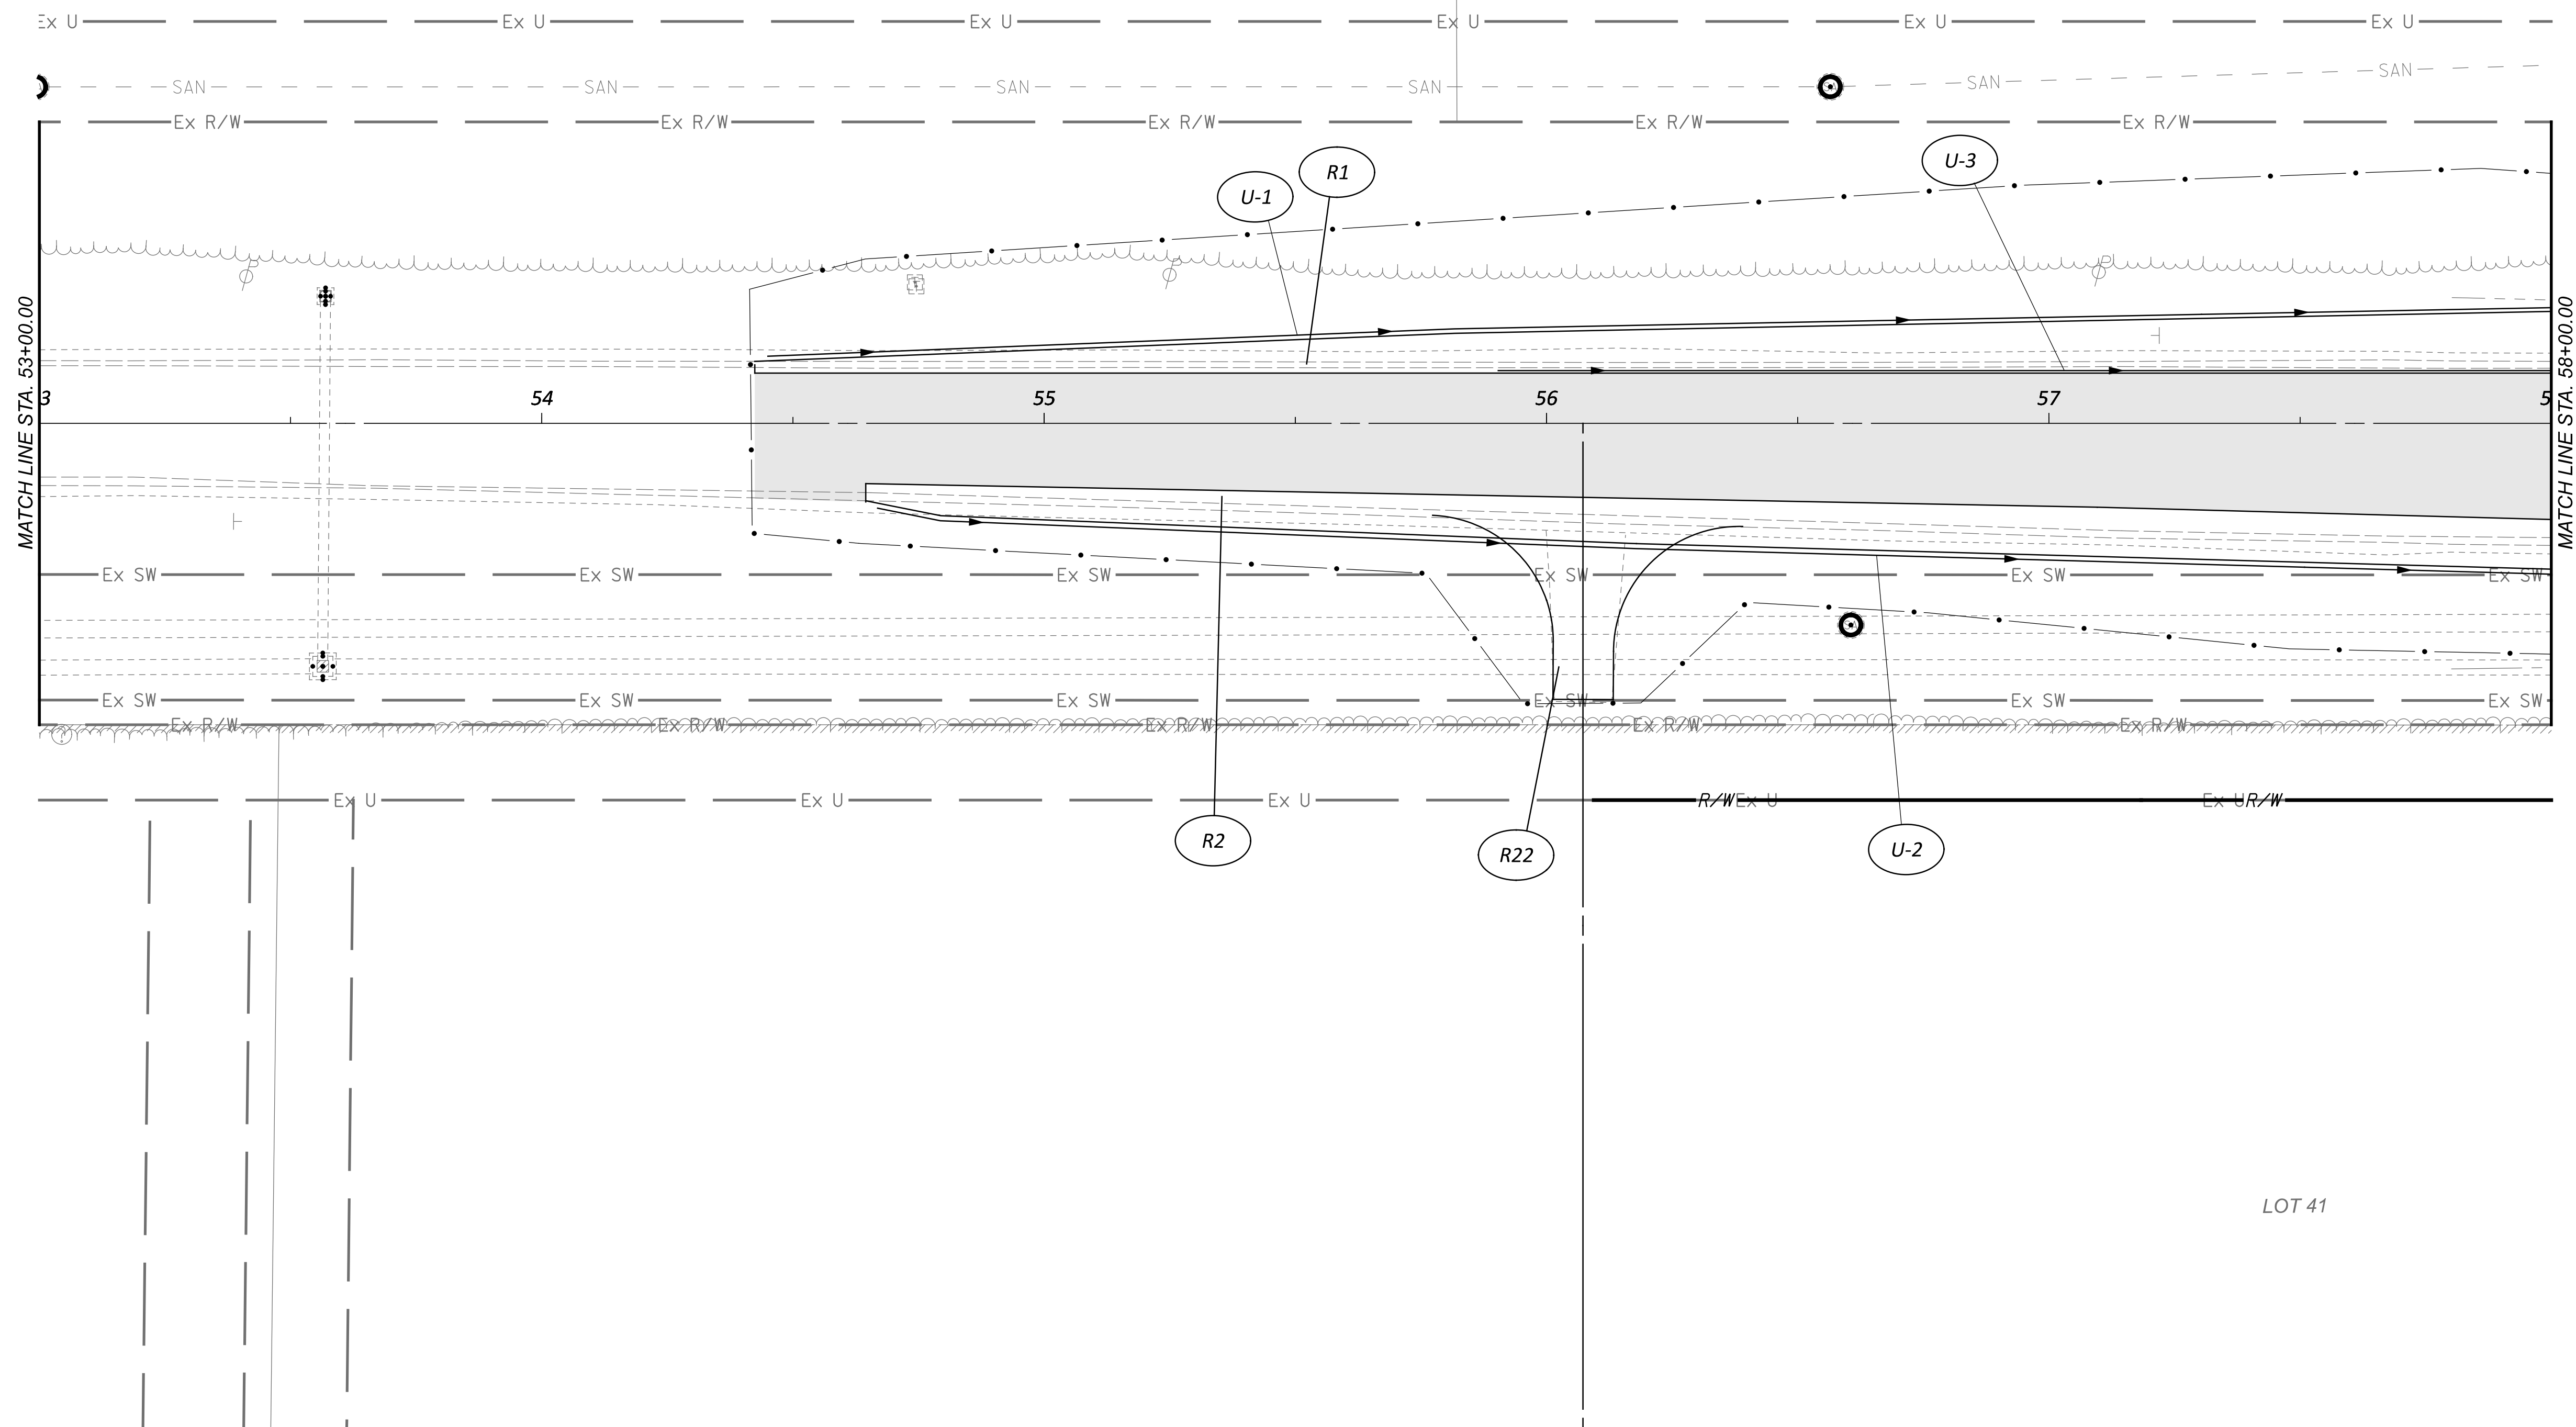 Ex U Ex U Ex U Ex U Ex U Ex U
SAN SAN SAN SAN SAN SAN
Ex R/W Ex R/W Ex R/W Ex R/W Ex R/W
U-3
R1
U-1
MATCH LINE STA. 53+00.00
MATCH LINE STA. 58+00.00
3 54 55 56 57 5
Ex SW Ex SW Ex SW Ex SW Ex SW Ex SW
Ex SW Ex SW Ex SW Ex SW Ex SW Ex SW
Ex R/W Ex R/W Ex R/W Ex R/W Ex R/W
?
Ex U Ex U Ex U R/W Ex U Ex U R/W
R2
R22
U-2
LOT 41